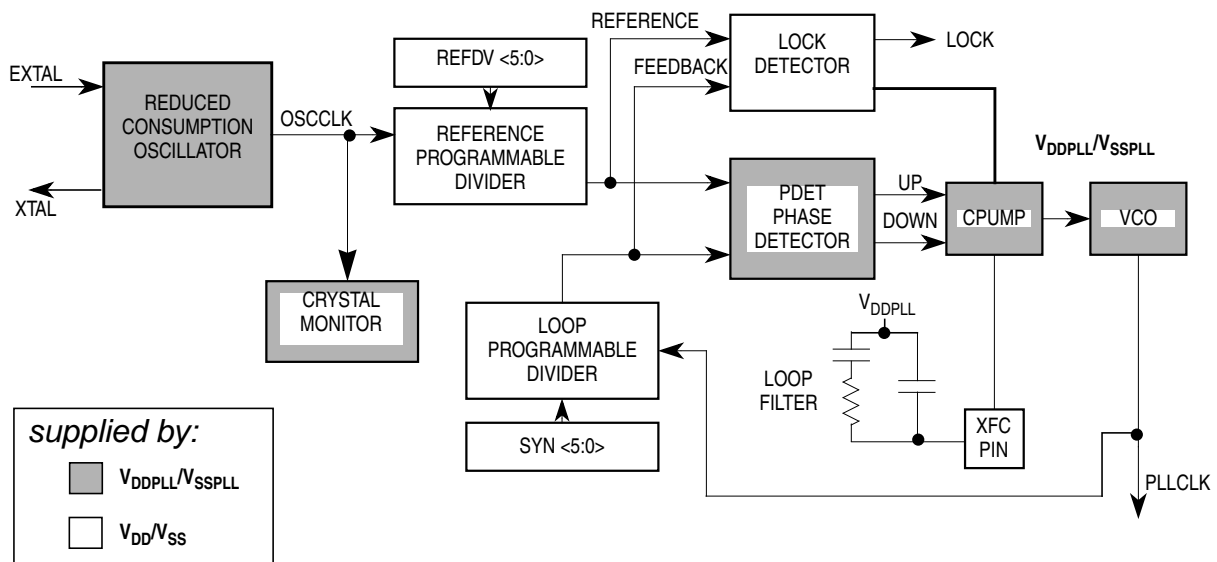 REFERENCE
REFDV <5:0>
LOCK
DETECTOR
LOCK
FEEDBACK
EXTAL
REDUCED
CONSUMPTION
OSCILLATOR
OSCCLK
REFERENCE
PROGRAMMABLE
DIVIDER
XTAL
VDDPLL/VSSPLL
PDET
PHASE
DETECTOR
UP
DOWN
CPUMP
VCO
CRYSTAL
MONITOR
LOOP
PROGRAMMABLE
DIVIDER
VDDPLL
LOOP
FILTER
XFC
PIN
SYN <5:0>
PLLCLK
supplied by:
VDDPLL/VSSPLL
VDD/VSS